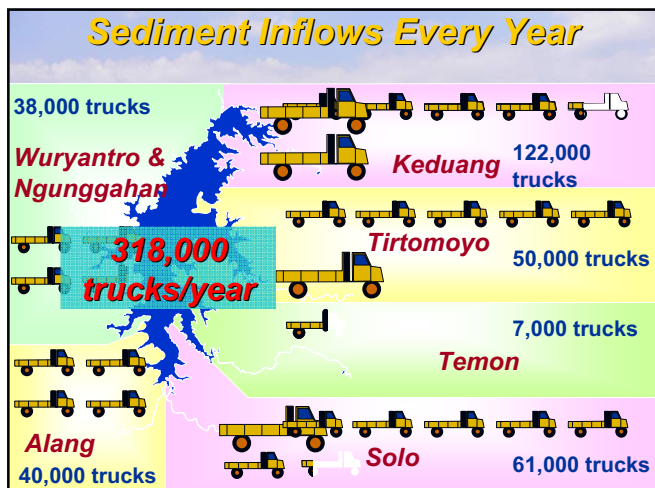 Sediment Inflows Every Year
38,000 trucks
Wuryantro &
Ngunggahan
Keduang
122,000
trucks
318,000
trucks/year
Tirtomoyo
50,000 trucks
7,000 trucks
Temon
Alang
40,000 trucks
Solo
61,000 trucks